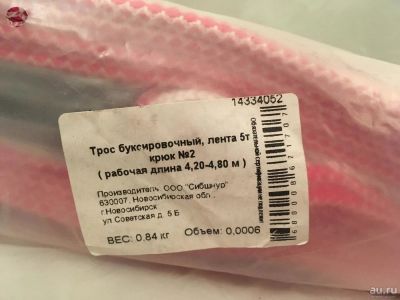 14334052
Трос буксировочный, лента 5т
крюк №2
( рабочая длина 4,20-4,80 м )
Производитель: ООО "Сибшнур"
630007, Новосибирская обл.,
г.Новосибирск
ул.Советская д. 5 Б
ВЕС: 0.84 кг Объем: 0,0006
au.ru